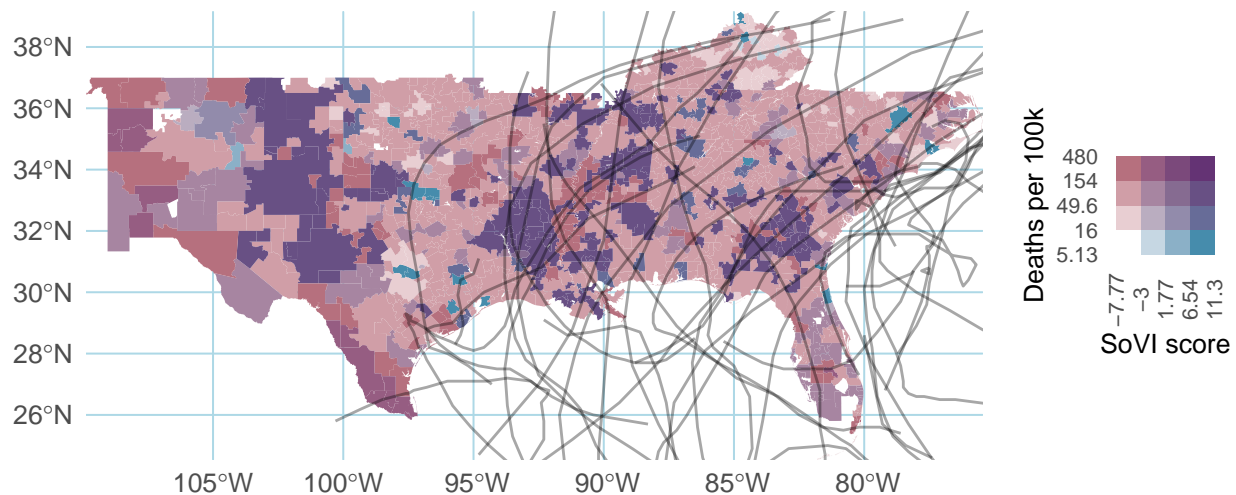 38°N
36°N
34°N
32°N
30°N
28°N
26°N
105°W 100°W 95°W 90°W 85°W 80°W
Deaths per 100k
480
154
49.6
16
5.13
−7.77
−3
1.77
6.54
11.3
SoVI score